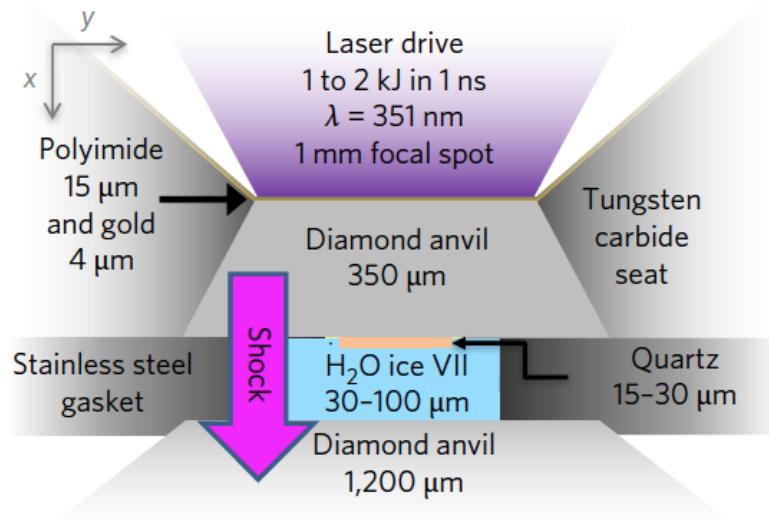 y
x
Laser drive
1 to 2 kJ in 1 ns
λ = 351 nm
1 mm focal spot
Polyimide
15 μm
and gold
4 μm
Diamond anvil
350 μm
Tungsten
carbide
seat
Shock
Stainless steel
gasket
H₂O ice VII
30–100 μm
Quartz
15–30 μm
Diamond anvil
1,200 μm